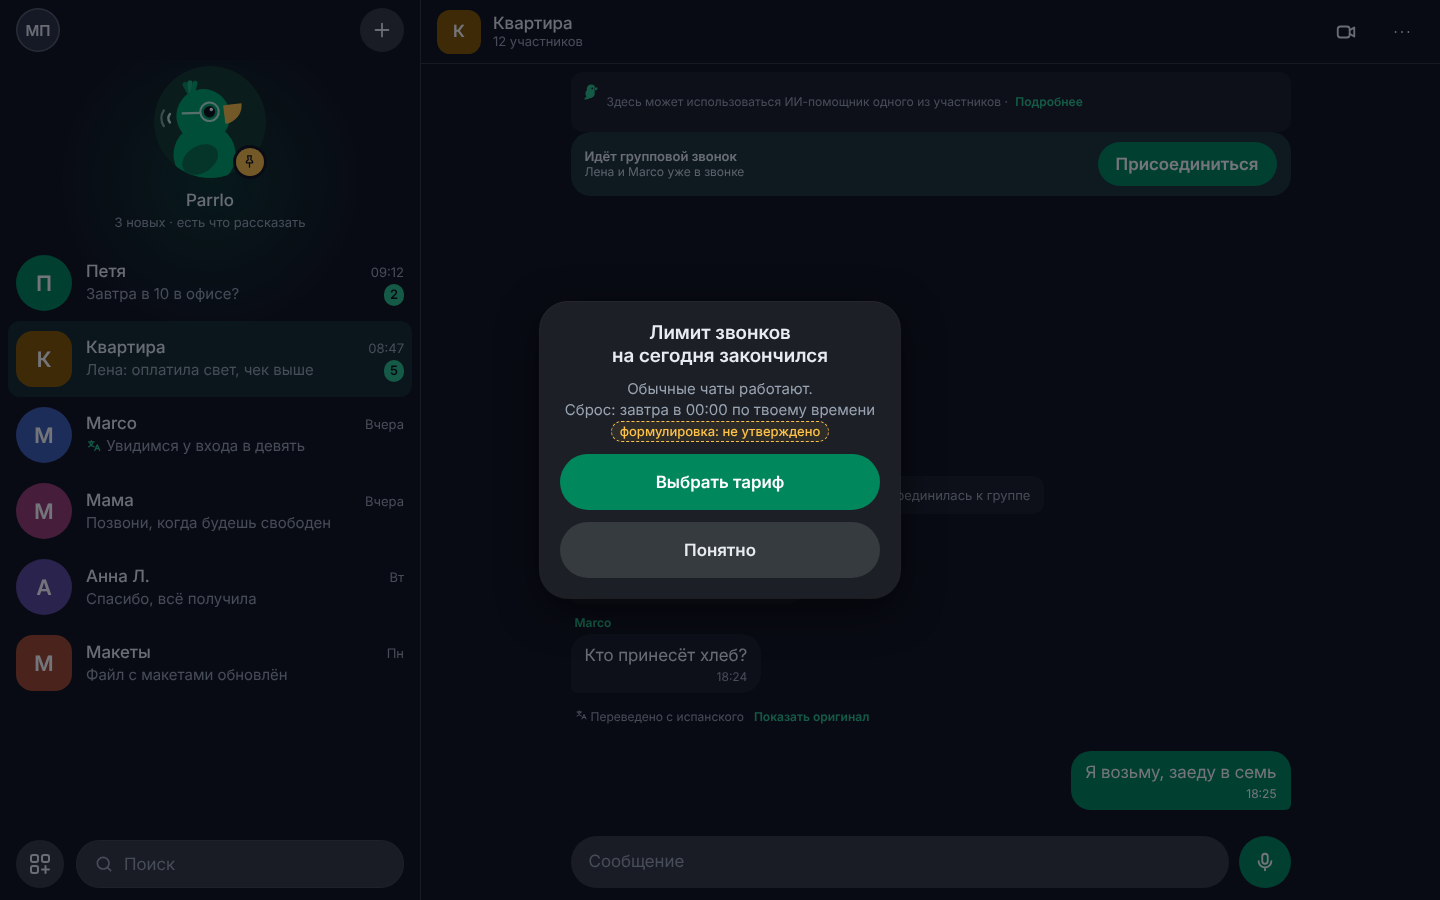 МП
Parrlo
3 новых · есть что рассказать
П
Петя
09:12
Завтра в 10 в офисе?
2
К
Квартира
08:47
Лена: оплатила свет, чек выше
5
M
Marco
Вчера
Увидимся у входа в девять
М
Мама
Вчера
Позвони, когда будешь свободен
А
Анна Л.
Вт
Спасибо, всё получила
М
Макеты
Пн
Файл с макетами обновлён
Поиск
К
Квартира
12 участников
Здесь может использоваться ИИ-помощник одного из участников · Подробнее
Идёт групповой звонок
Лена и Marco уже в звонке
Присоединиться
Лимит звонков
на сегодня закончился
Обычные чаты работают.
Сброс: завтра в 00:00 по твоему времени
формулировка: не утверждено
Выбрать тариф
Понятно
к группе
Marco
Кто принесёт хлеб?
18:24
Переведено с испанского Показать оригинал
Я возьму, заеду в семь
18:25
Сообщение